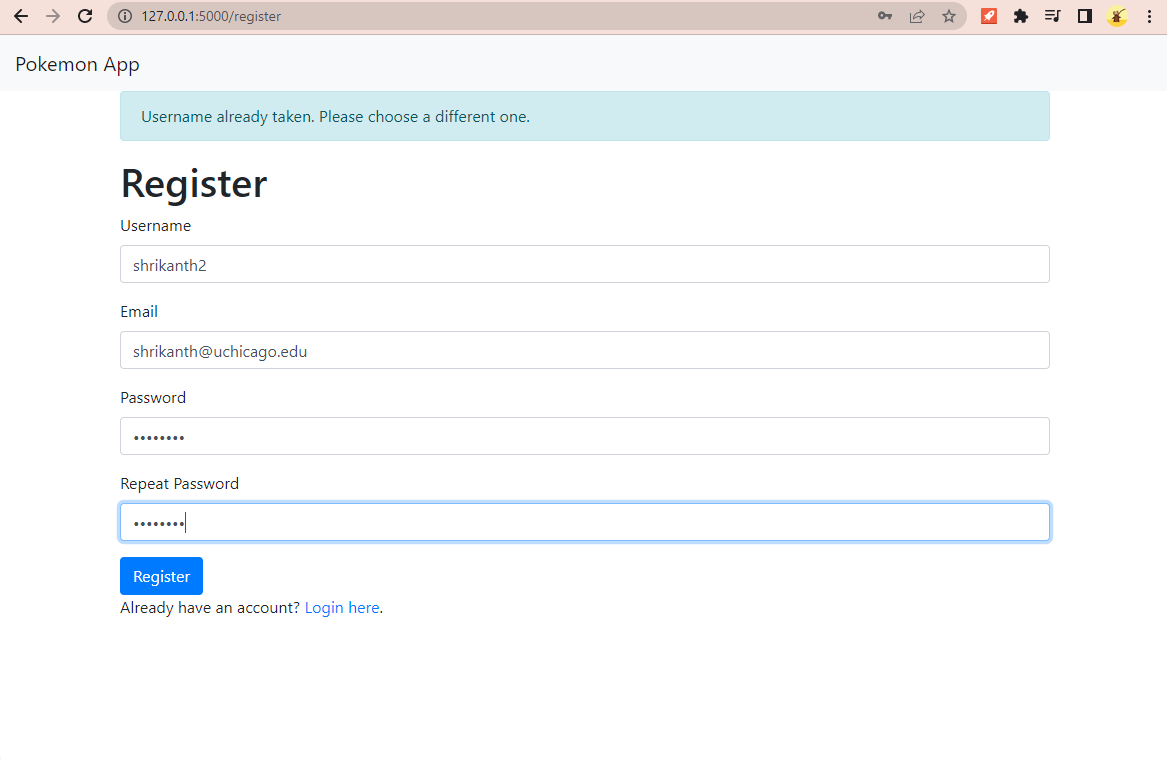 127.0.0.1:5000/register
Pokemon App
Username already taken. Please choose a different one.
Register
Username
shrikanth2
Email
shrikanth@uchicago.edu
Password
••••••••
Repeat Password
••••••••
Register
Already have an account? Login here.